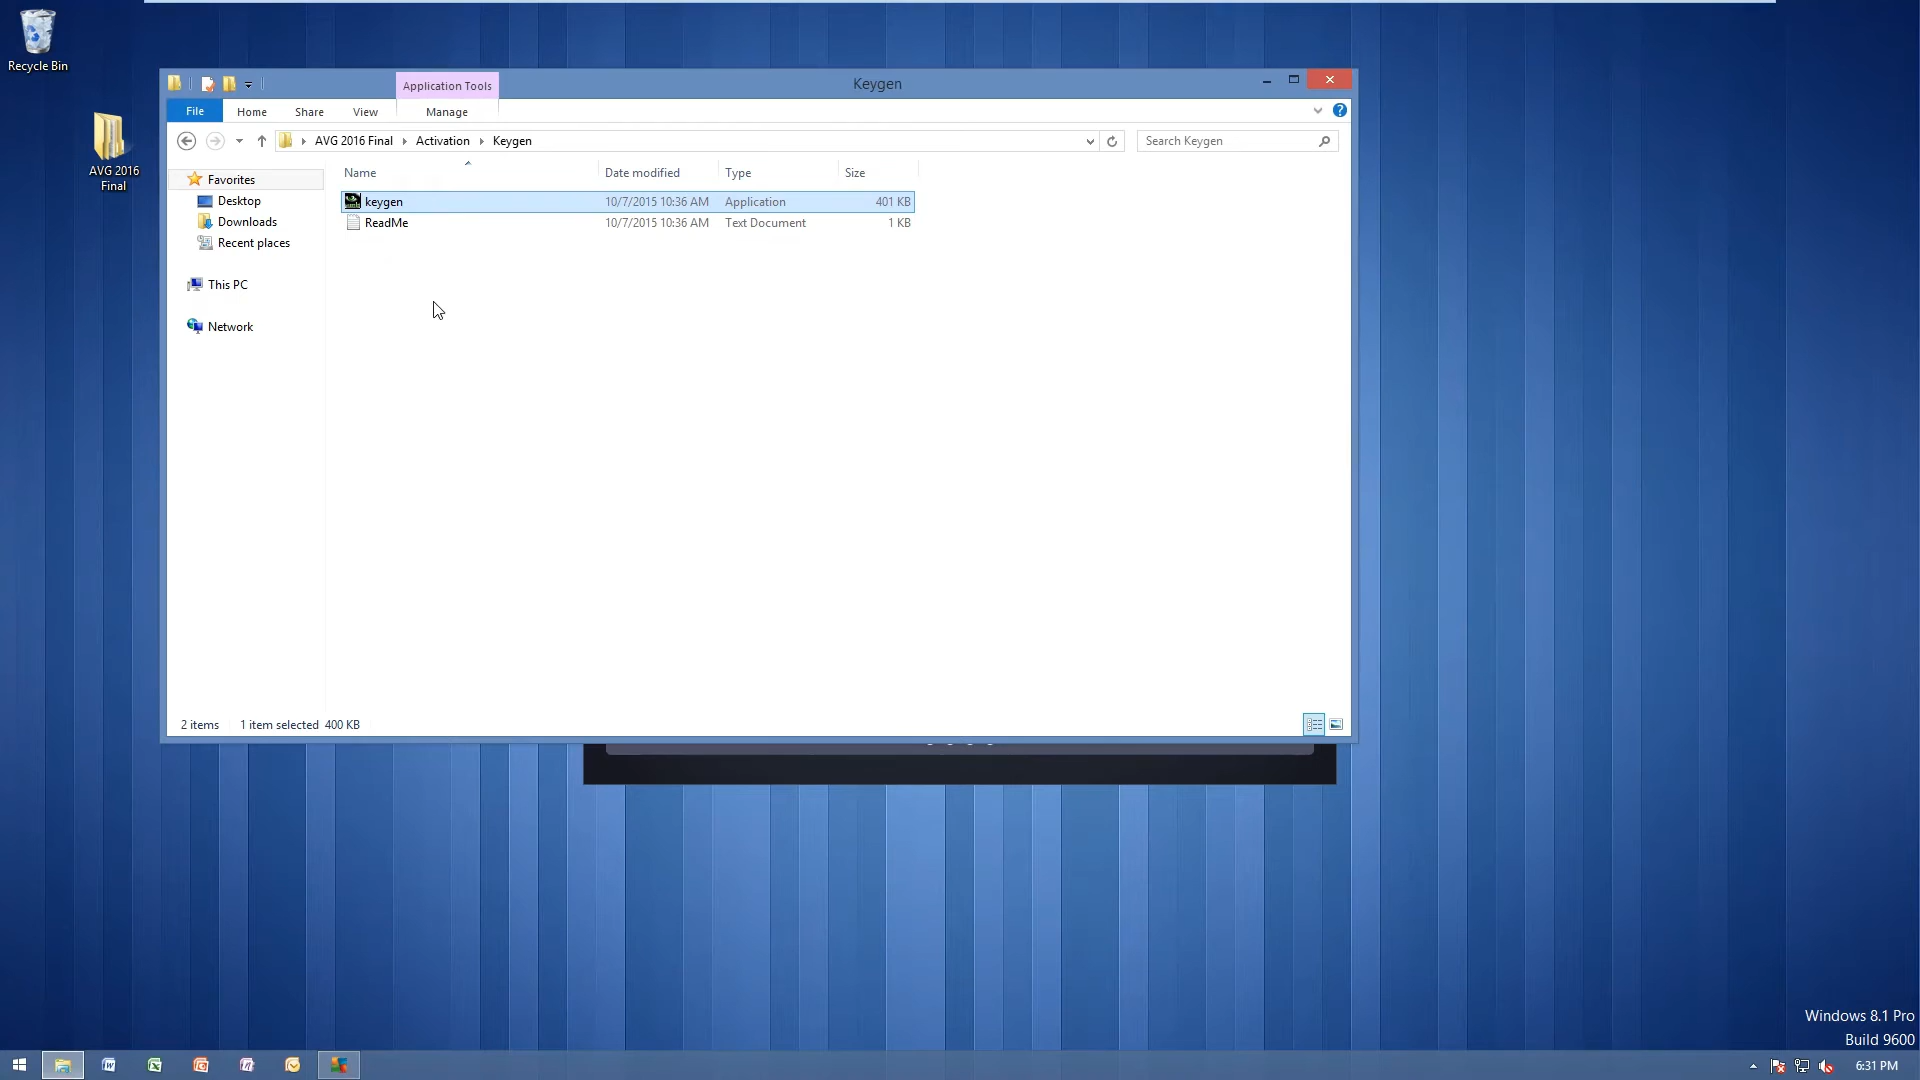 Recycle Bin
AVG 2016
Final
Application Tools
Keygen
File
Home
Share
View
Manage
AVG 2016 Final
Activation
Keygen
Search Keygen
Favorites
Desktop
Downloads
Recent places
This PC
Network
Name
Date modified
Type
Size
keygen
10/7/2015 10:36 AM
Application
401 KB
ReadMe
10/7/2015 10:36 AM
Text Document
1 KB
2 items
1 item selected 400 KB
Windows 8.1 Pro
Build 9600
6:31 PM